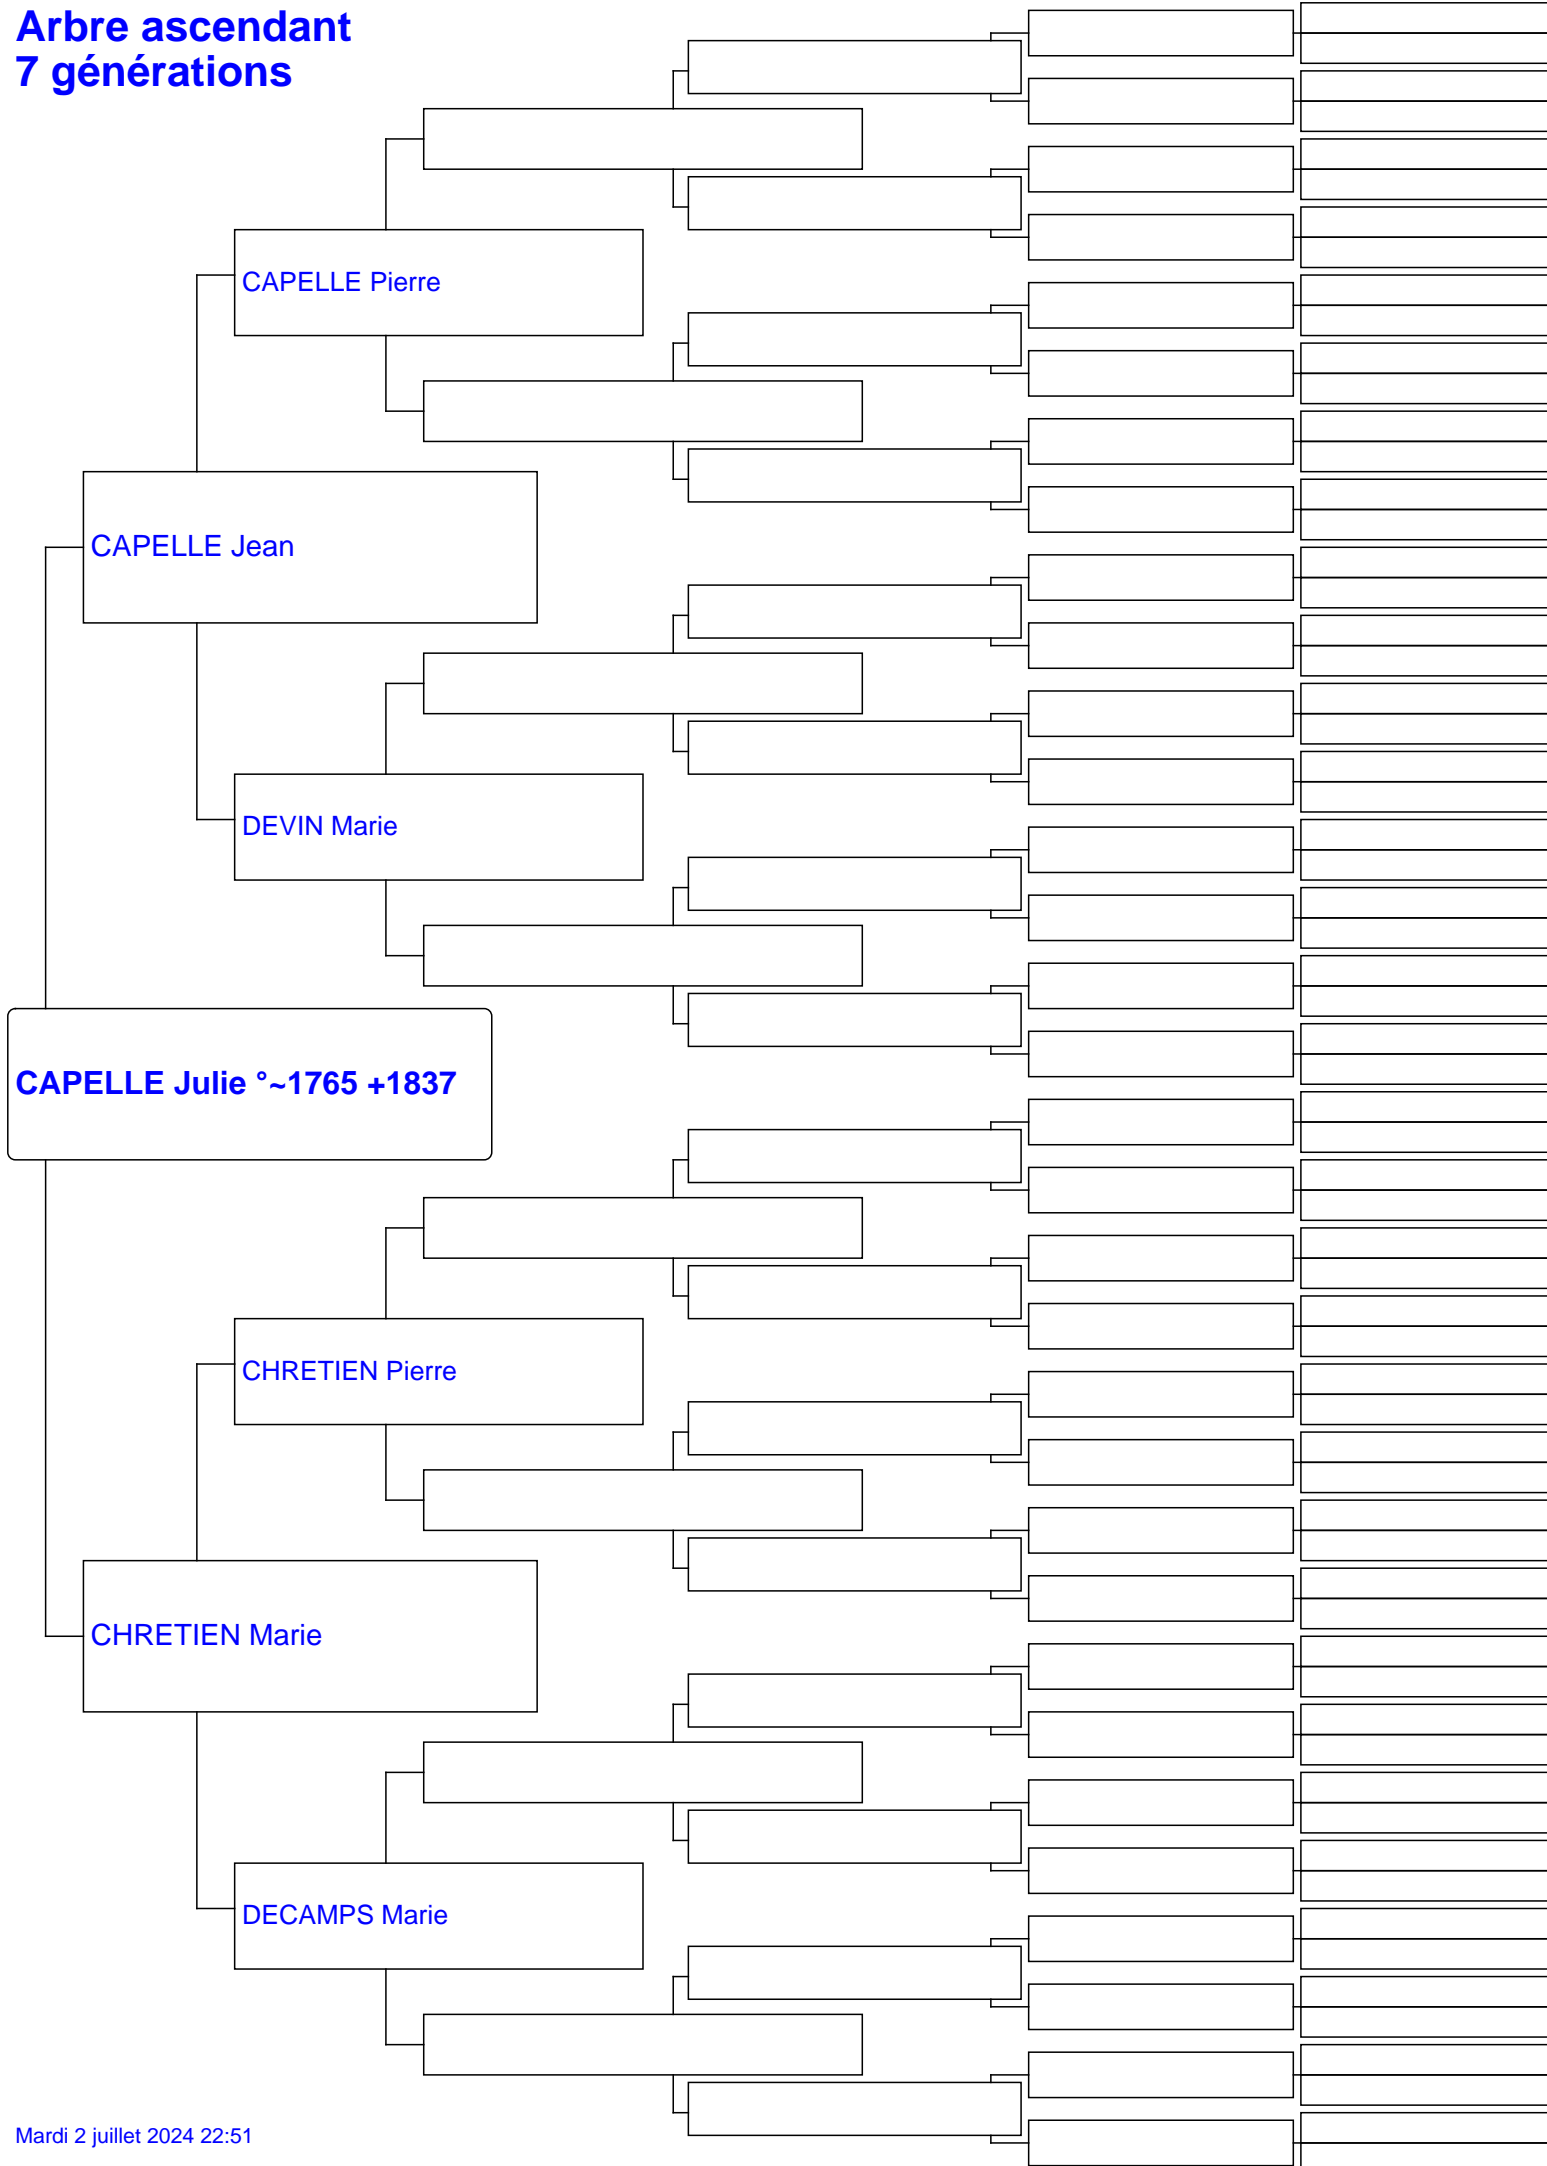 Arbre ascendant
7 générations
CAPELLE Pierre
CAPELLE Jean
DEVIN Marie
CAPELLE Julie °~1765 +1837
CHRETIEN Pierre
CHRETIEN Marie
DECAMPS Marie
Mardi 2 juillet 2024 22:51